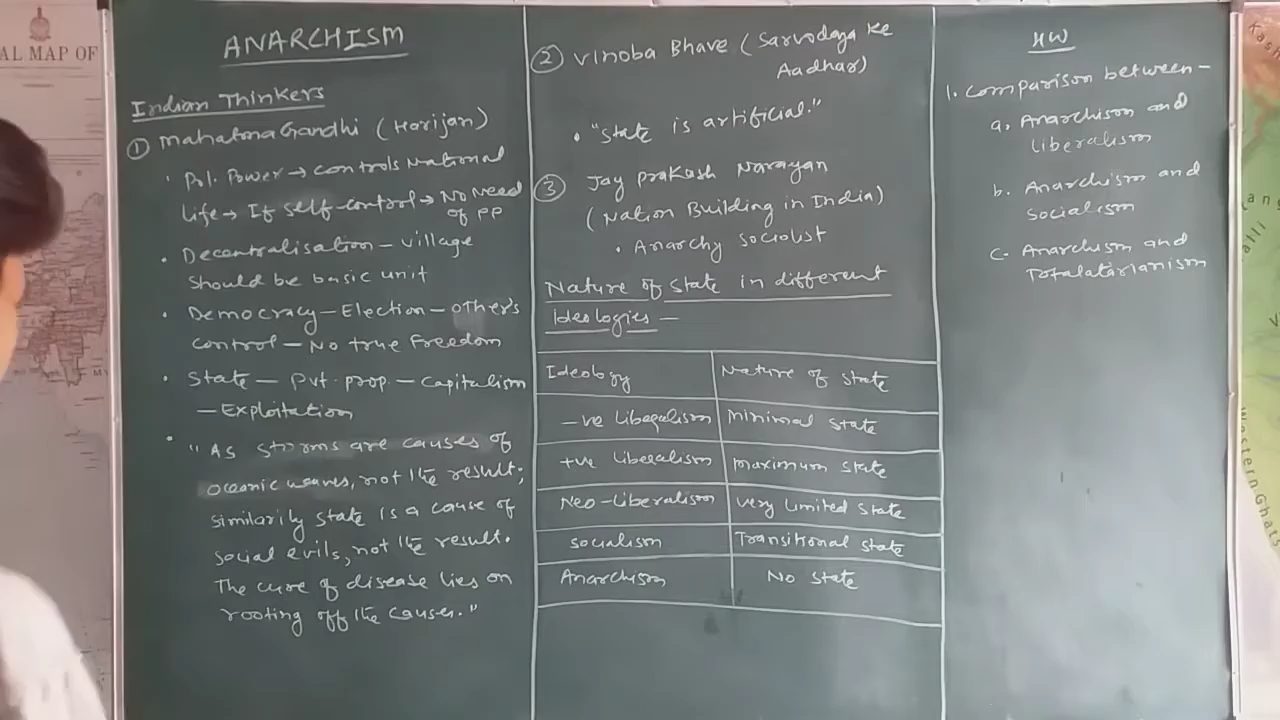 AL MAP OF
ANARCHISM
Indian Thinkers
① Mahatma Gandhi (Harijan)
• Pol. Power → controls National
life → If self-control → No Need
of PP
• Decentralisation – village
should be basic unit
• Democracy – Election – other's
control – No true Freedom
• State – Pvt. prop. – Capitalism
– Exploitation
• "As storms are causes of
oceanic waves, not the result;
similarily state is a cause of
social evils, not the result.
The cure of disease lies on
rooting off the causes."
② Vinoba Bhave (Sarvodaya ke
Aadhar)
• "State is artificial."
③ Jay Prakash Narayan
(Nation Building in India)
• Anarchy Socialist
Nature of State in different
ideologies –
Ideology Nature of State
-ve Liberalism Minimal State
+ve Liberalism Maximum State
Neo-Liberalism Very Limited State
Socialism Transitional State
Anarchism No State
HW
1. Comparison between –
a. Anarchism and
liberalism
b. Anarchism and
socialism
c. Anarchism and
Totalatarianism
Western Ghats